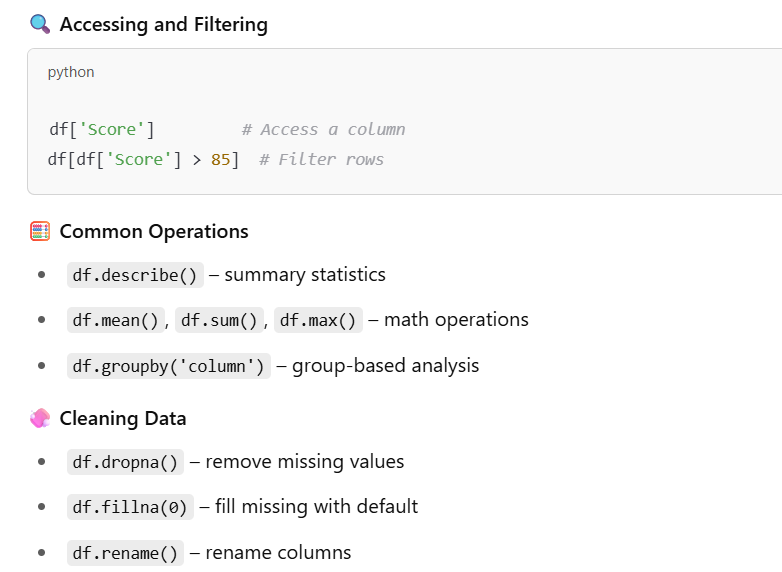 🔍 Accessing and Filtering
python
df['Score']         # Access a column
df[df['Score'] > 85]  # Filter rows
🧮 Common Operations
• df.describe() – summary statistics
• df.mean(), df.sum(), df.max() – math operations
• df.groupby('column') – group-based analysis
🧼 Cleaning Data
• df.dropna() – remove missing values
• df.fillna(0) – fill missing with default
• df.rename() – rename columns